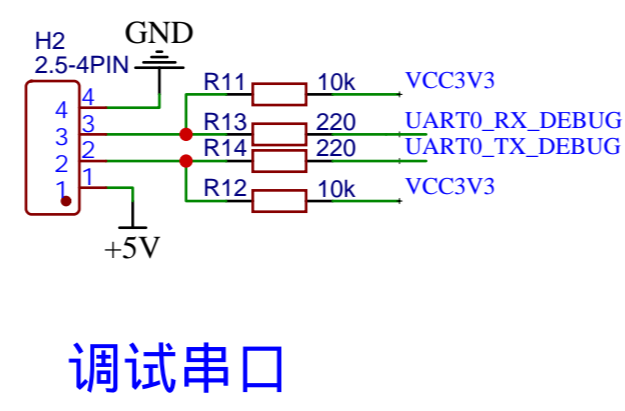 GND
H2
2.5-4PIN
R11 10k VCC3V3
4 4
3 3 R13 220 UART0_RX_DEBUG
2 2 R14 220 UART0_TX_DEBUG
1 1 R12 10k VCC3V3
+5V
调试串口